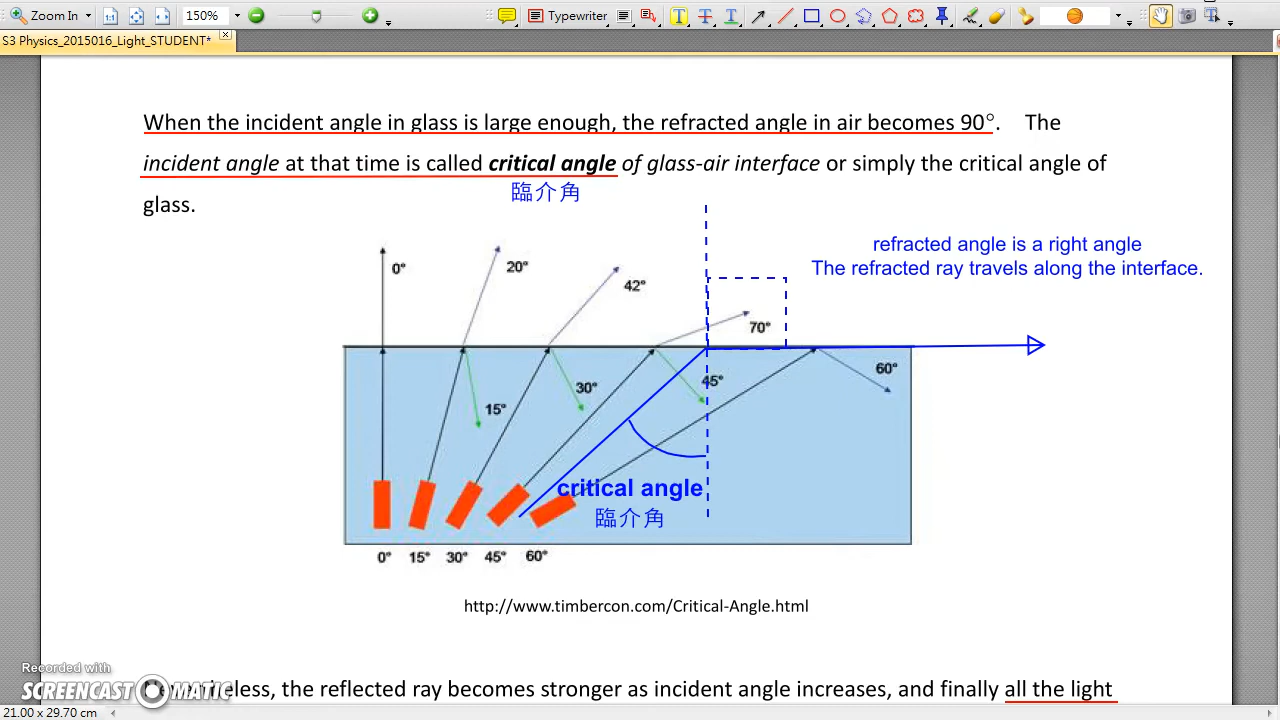 Zoom In
150%
Typewriter
S3 Physics_2015016_Light_STUDENT*
When the incident angle in glass is large enough, the refracted angle in air becomes 90°. The
incident angle at that time is called critical angle of glass-air interface or simply the critical angle of
臨介角
glass.
refracted angle is a right angle
The refracted ray travels along the interface.
0°
20°
42°
70°
15°
30°
45°
60°
critical angle
臨介角
0° 15° 30° 45° 60°
http://www.timbercon.com/Critical-Angle.html
Recorded with
SCREENCAST MATIC
Nevertheless, the reflected ray becomes stronger as incident angle increases, and finally all the light
21.00 x 29.70 cm